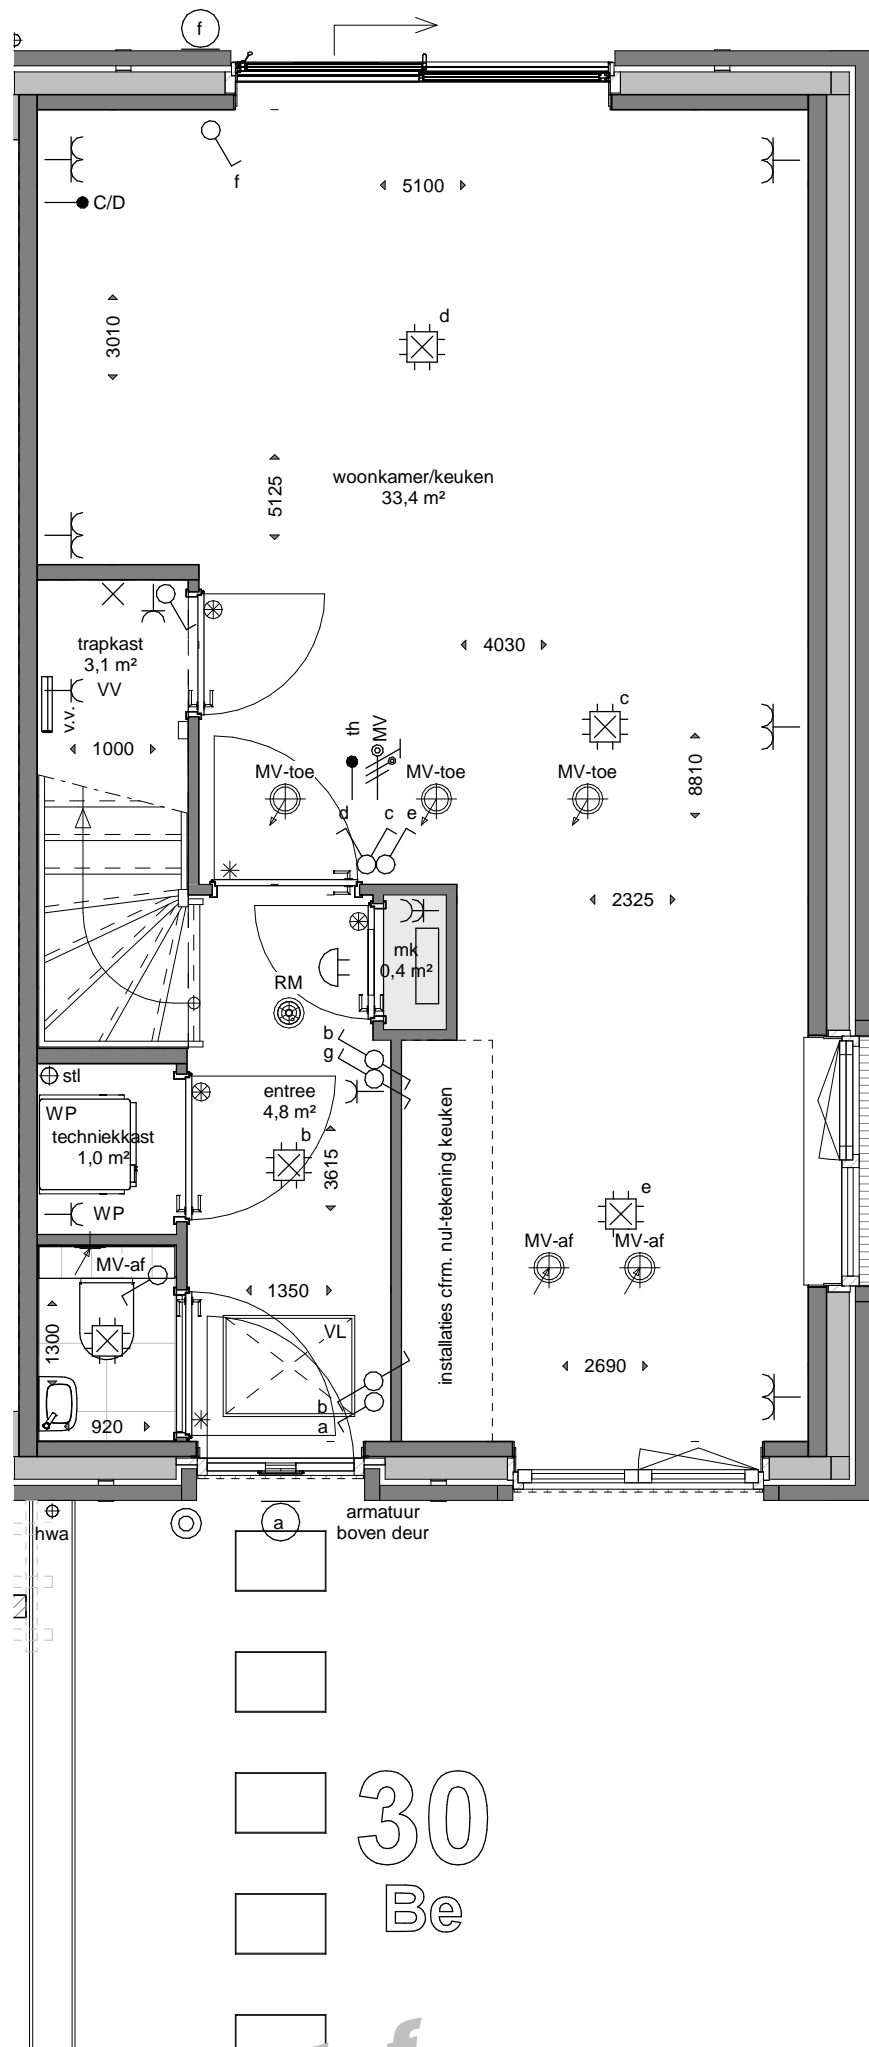 f
f
5100
C/D
3010
d
5125
woonkamer/keuken
33,4 m²
trapkast
3,1 m²
VV
v.v.
1000
4030
c
th
MV
MV-toe
MV-toe
MV-toe
8810
d
c
e
2325
mk
0,4 m²
RM
b
g
stl
WP
techniekkast
1,0 m²
WP
entree
4,8 m²
b
3615
installaties cfrm. nul-tekening keuken
e
MV-af
MV-af
MV-af
1350
VL
1300
920
2690
b
a
hwa
a
armatuur
boven deur
30
Be